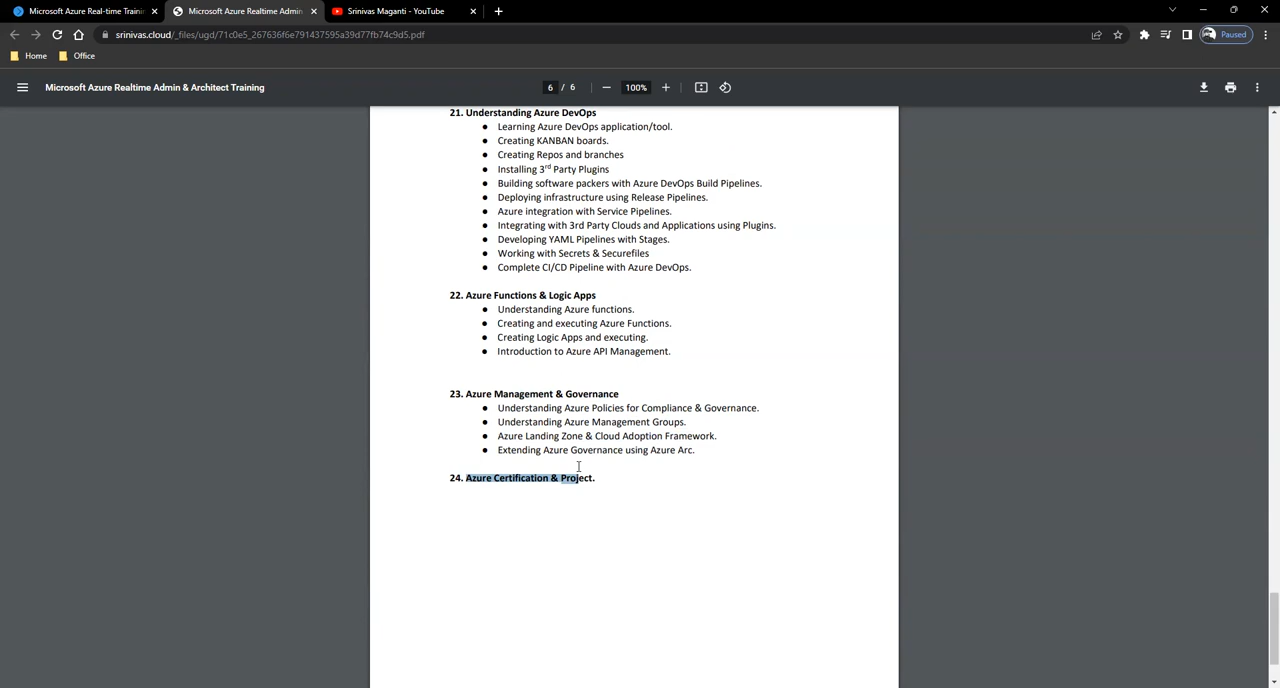 Microsoft Azure Real-time Trainin
Microsoft Azure Realtime Admin
Srinivas Maganti - YouTube
srinivas.cloud/_files/ugd/71c0e5_267636f6e791437595a39d77fb74c9d5.pdf
Paused
Home
Office
Microsoft Azure Realtime Admin & Architect Training
6 / 6
100%
21. Understanding Azure DevOps
● Learning Azure DevOps application/tool.
● Creating KANBAN boards.
● Creating Repos and branches
● Installing 3rd Party Plugins
● Building software packers with Azure DevOps Build Pipelines.
● Deploying infrastructure using Release Pipelines.
● Azure integration with Service Pipelines.
● Integrating with 3rd Party Clouds and Applications using Plugins.
● Developing YAML Pipelines with Stages.
● Working with Secrets & Securefiles
● Complete CI/CD Pipeline with Azure DevOps.
22. Azure Functions & Logic Apps
● Understanding Azure functions.
● Creating and executing Azure Functions.
● Creating Logic Apps and executing.
● Introduction to Azure API Management.
23. Azure Management & Governance
● Understanding Azure Policies for Compliance & Governance.
● Understanding Azure Management Groups.
● Azure Landing Zone & Cloud Adoption Framework.
● Extending Azure Governance using Azure Arc.
24. Azure Certification & Project.